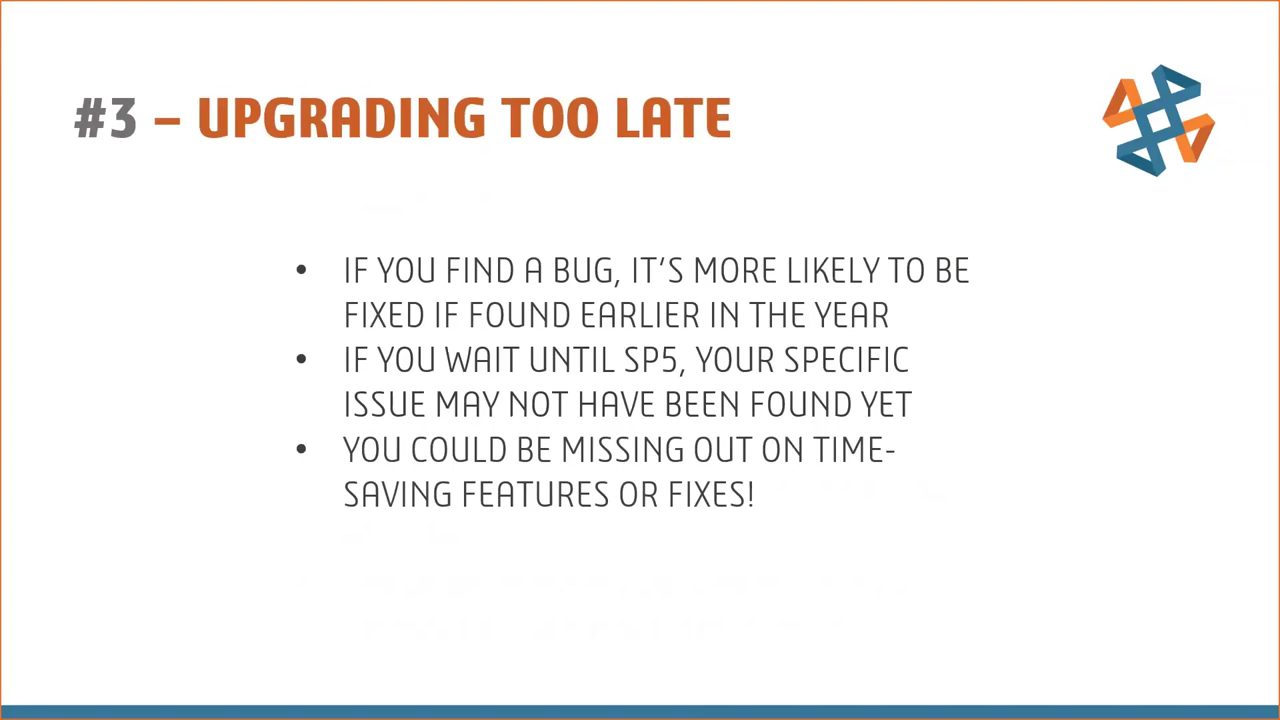 #3 – UPGRADING TOO LATE
• IF YOU FIND A BUG, IT'S MORE LIKELY TO BE
FIXED IF FOUND EARLIER IN THE YEAR
• IF YOU WAIT UNTIL SP5, YOUR SPECIFIC
ISSUE MAY NOT HAVE BEEN FOUND YET
• YOU COULD BE MISSING OUT ON TIME-
SAVING FEATURES OR FIXES!